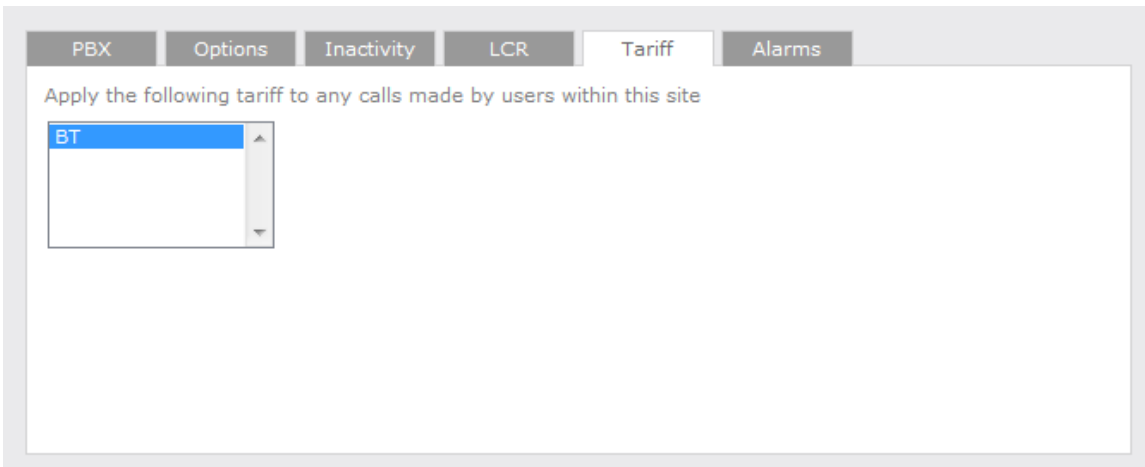 PBX Options Inactivity LCR Tariff Alarms
Apply the following tariff to any calls made by users within this site
BT